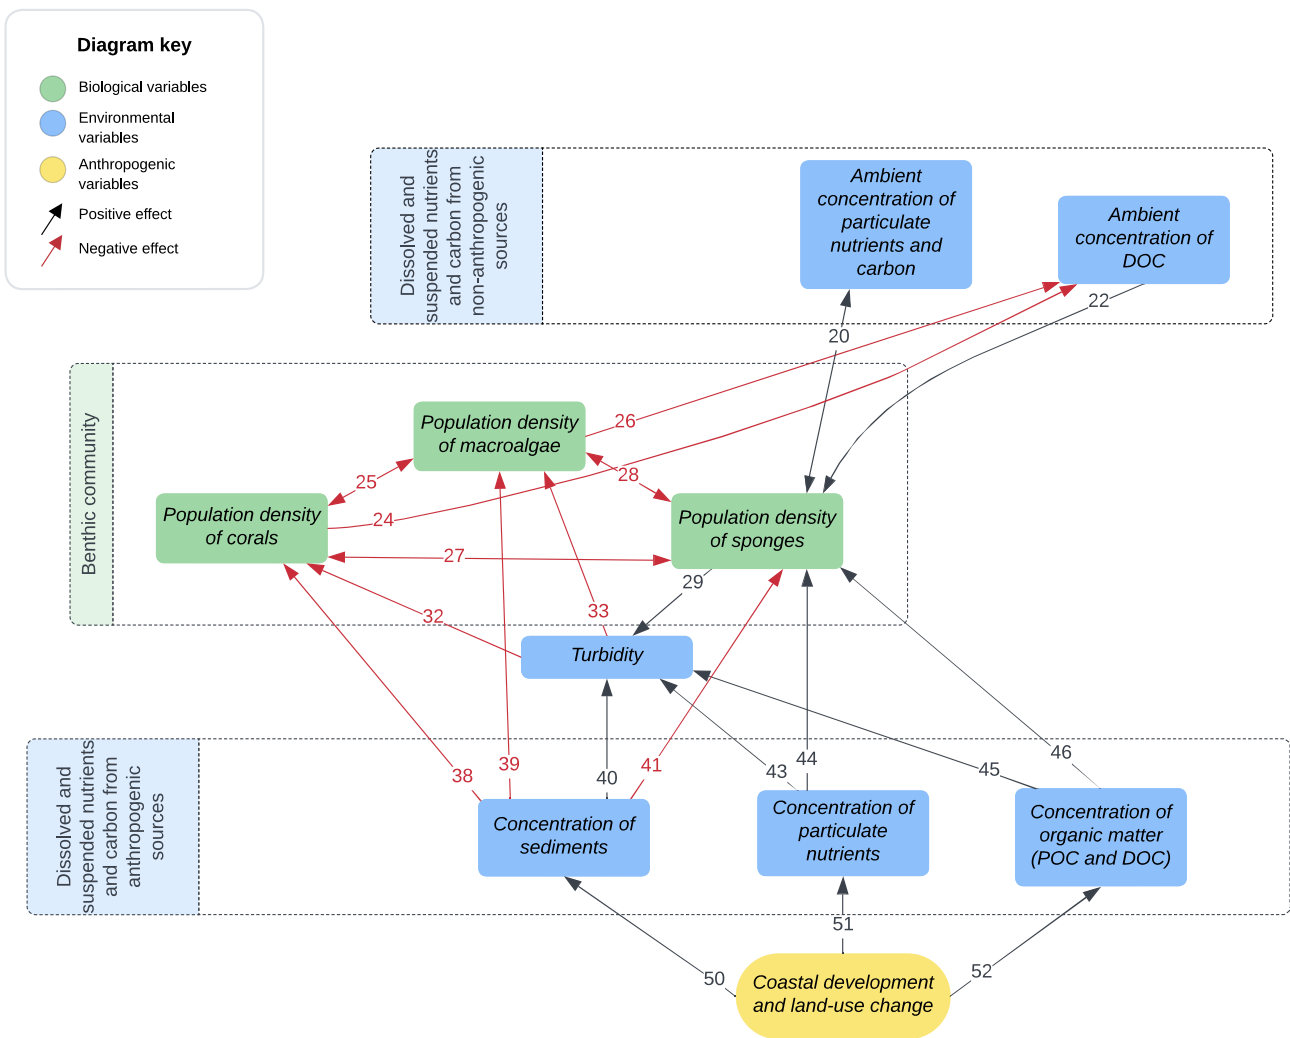 Diagram key
Biological variables
Environmental
variables
Anthropogenic
variables
Positive effect
Negative effect
Dissolved and
suspended nutrients
and carbon from
non-anthropogenic
sources
Ambient
concentration of
particulate
nutrients and
carbon
Ambient
concentration of
DOC
22
20
Benthic community
Population density
of macroalgae
26
25
28
Population density
of corals
24
Population density
of sponges
27
29
32
33
Turbidity
Dissolved and
suspended nutrients
and carbon from
anthropogenic
sources
38
39
40
41
43
44
45
46
Concentration of
sediments
Concentration of
particulate
nutrients
Concentration of
organic matter
(POC and DOC)
50
51
52
Coastal development
and land-use change